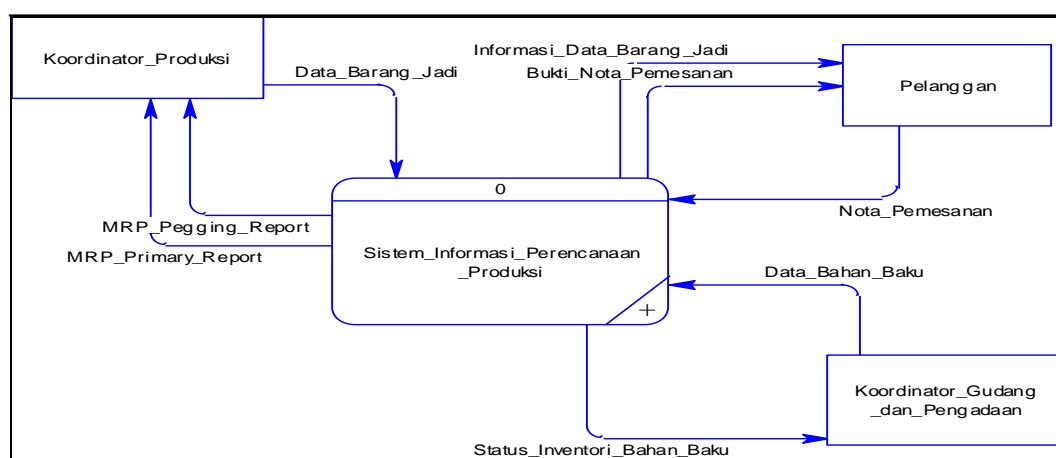 Koordinator_Produksi
Data_Barang_Jadi
Informasi_Data_Barang_Jadi
Bukti_Nota_Pemesanan
Pelanggan
0
Sistem_Informasi_Perencanaan
_Produksi
+
MRP_Pegging_Report
MRP_Primary_Report
Nota_Pemesanan
Data_Bahan_Baku
Koordinator_Gudang
_dan_Pengadaan
Status_Inventori_Bahan_Baku